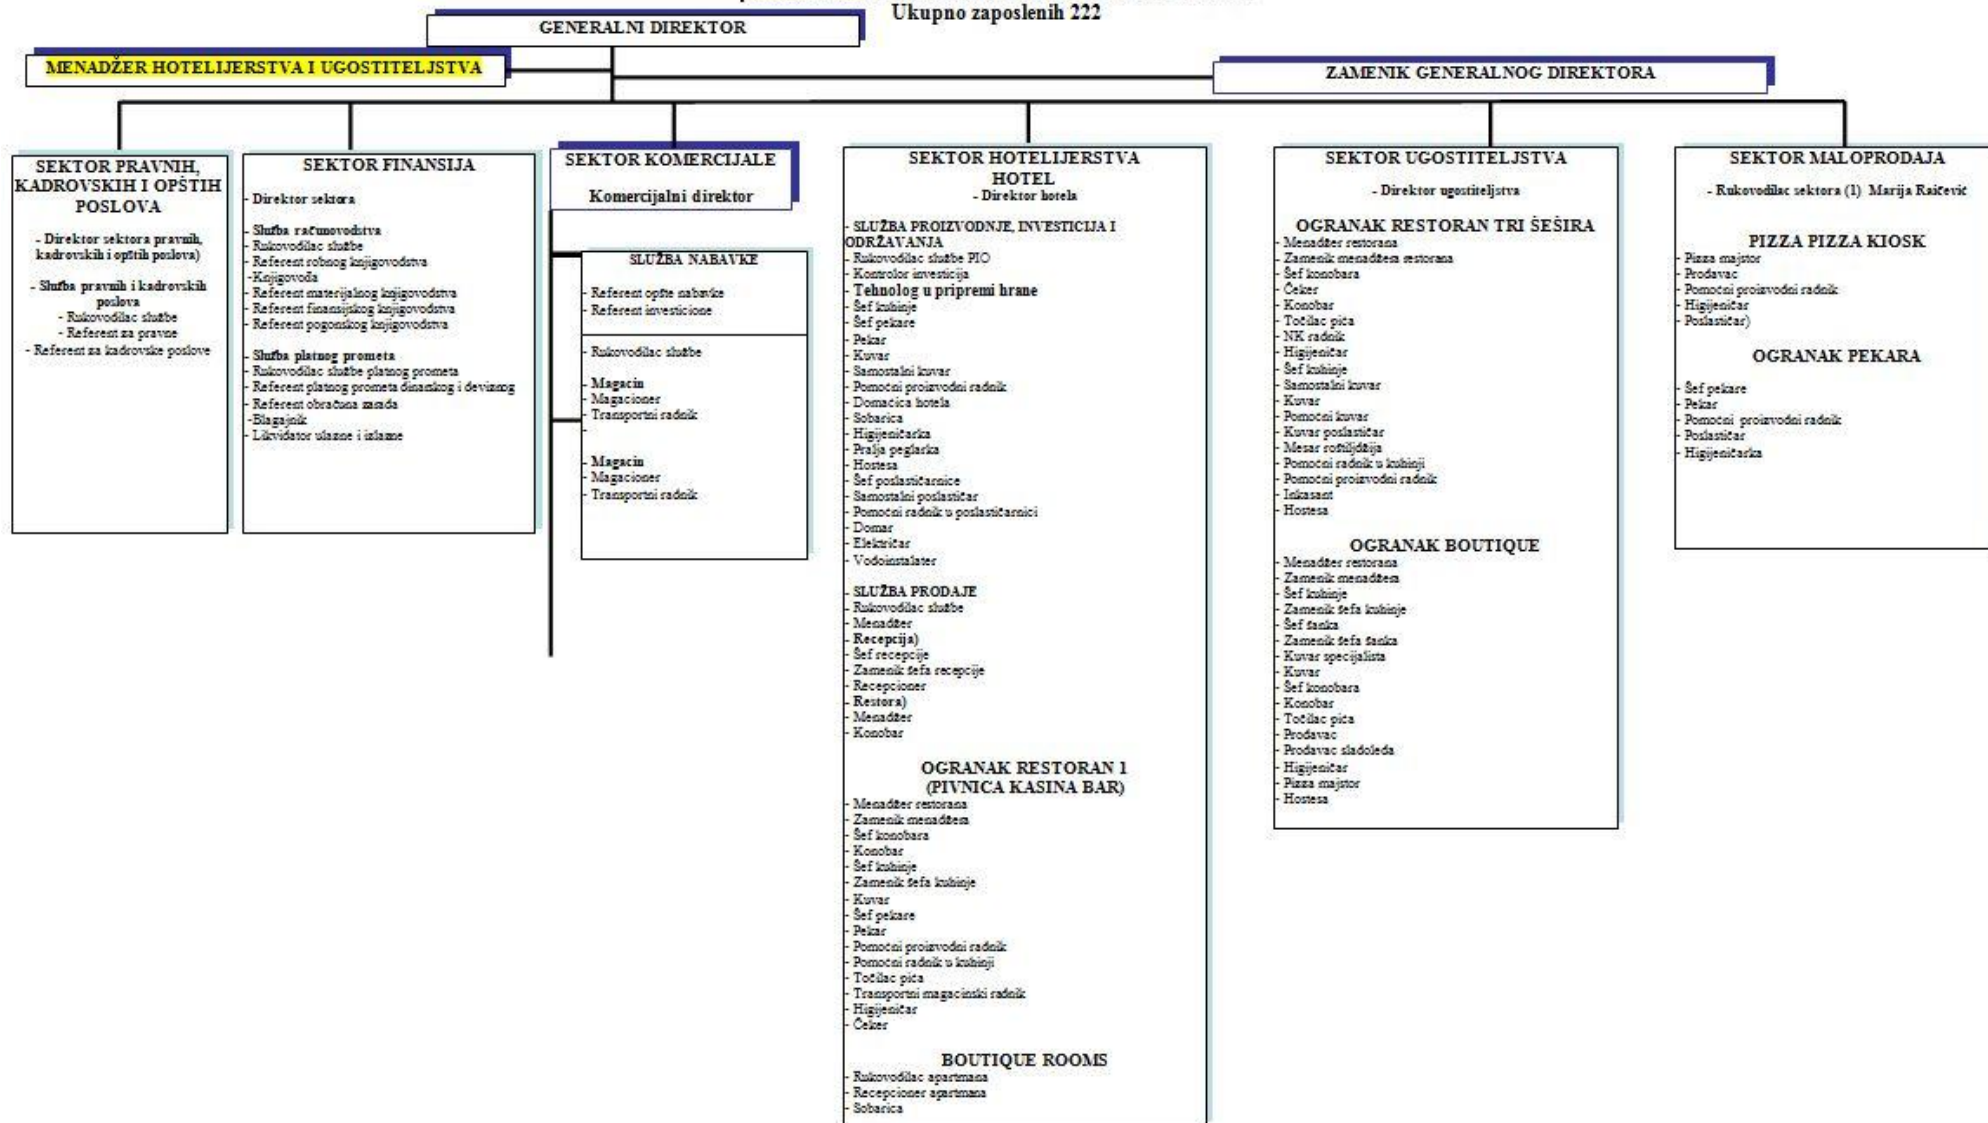 Ukupno zaposlenih 222
GENERALNI DIREKTOR
MENADŽER HOTELIJERSTVA I UGOSTITELJSTVA
ZAMENIK GENERALNOG DIREKTORA
SEKTOR PRAVNIH,
KADROVSKIH I OPŠTIH
POSLOVA
- Direktor sektora pravnih,
kadrovskih i opštih poslova)
- Služba pravnih i kadrovskih
poslova
- Rukovodilac službe
- Referent za pravne
- Referent za kadrovske poslove
SEKTOR FINANSIJA
- Direktor sektora
- Služba računovodstva
- Rukovodilac službe
- Referent robnog knjigovodstva
-Knjigovođa
- Referent materijalnog knjigovodstva
- Referent finansijskog knjigovodstva
- Referent pogonskog knjigovodstva
- Služba platnog prometa
- Rukovodilac službe platnog prometa
- Referent platnog prometa dinarskog i deviznog
- Referent obračuna zarada
-Blagajnik
- Likvidator ulazne i izlazne
SEKTOR KOMERCIJALE
Komercijalni direktor
SLUŽBA NABAVKE
- Referent opšte nabavke
- Referent investicione
- Rukovodilac službe
- Magacin
- Magacioner
- Transportni radnik
-
- Magacin
- Magacioner
- Transportni radnik
SEKTOR HOTELIJERSTVA
HOTEL
- Direktor hotela
- SLUŽBA PROIZVODNJE, INVESTICIJA I
ODRŽAVANJA
- Rukovodilac službe PIO
- Kontrolor investicija
- Tehnolog u pripremi hrane
- Šef kuhinje
- Šef pekare
- Pekar
- Kuvar
- Samostalni kuvar
- Pomoćni proizvodni radnik
- Domaćica hotela
- Sobarica
- Higijeničarka
- Pralja peglarka
- Hostesa
- Šef poslastičarnice
- Samostalni poslastičar
- Pomoćni radnik u poslastičarnici
- Domar
- Električar
- Vodoinstalater
- SLUŽBA PRODAJE
- Rukovodilac službe
- Menadžer
- Recepcija)
- Šef recepcije
- Zamenik šefa recepcije
- Recepcioner
- Restora)
- Menadžer
- Konobar
OGRANAK RESTORAN 1
(PIVNICA KASINA BAR)
- Menadžer restorana
- Zamenik menadžera
- Šef konobara
- Konobar
- Šef kuhinje
- Zamenik šefa kuhinje
- Kuvar
- Šef pekare
- Pekar
- Pomoćni proizvodni radnik
- Pomoćni radnik u kuhinji
- Točilac pića
- Transportni magacinski radnik
- Higijeničar
- Čeker
BOUTIQUE ROOMS
- Rukovodilac apartmana
- Recepcioner apartmana
- Sobarica
SEKTOR UGOSTITELJSTVA
- Direktor ugostiteljstva
OGRANAK RESTORAN TRI ŠEŠIRA
- Menadžer restorana
- Zamenik menadžera restorana
- Šef konobara
- Čeker
- Konobar
- Točilac pića
- NK radnik
- Higijeničar
- Šef kuhinje
- Samostalni kuvar
- Kuvar
- Pomoćni kuvar
- Kuvar poslastičar
- Mesar roštiljdžija
- Pomoćni radnik u kuhinji
- Pomoćni proizvodni radnik
- Inkasant
- Hostesa
OGRANAK BOUTIQUE
- Menadžer restorana
- Zamenik menadžera
- Šef kuhinje
- Zamenik šefa kuhinje
- Šef šanka
- Zamenik šefa šanka
- Kuvar specijalista
- Kuvar
- Šef konobara
- Konobar
- Točilac pića
- Prodavac
- Prodavac sladoleda
- Higijeničar
- Pizza majstor
- Hostesa
SEKTOR MALOPRODAJA
- Rukovodilac sektora (1) Marija Raičević
PIZZA PIZZA KIOSK
- Pizza majstor
- Prodavac
- Pomoćni proizvodni radnik
- Higijeničar
- Poslastičar)
OGRANAK PEKARA
- Šef pekare
- Pekar
- Pomoćni proizvodni radnik
- Poslastičar
- Higijeničarka